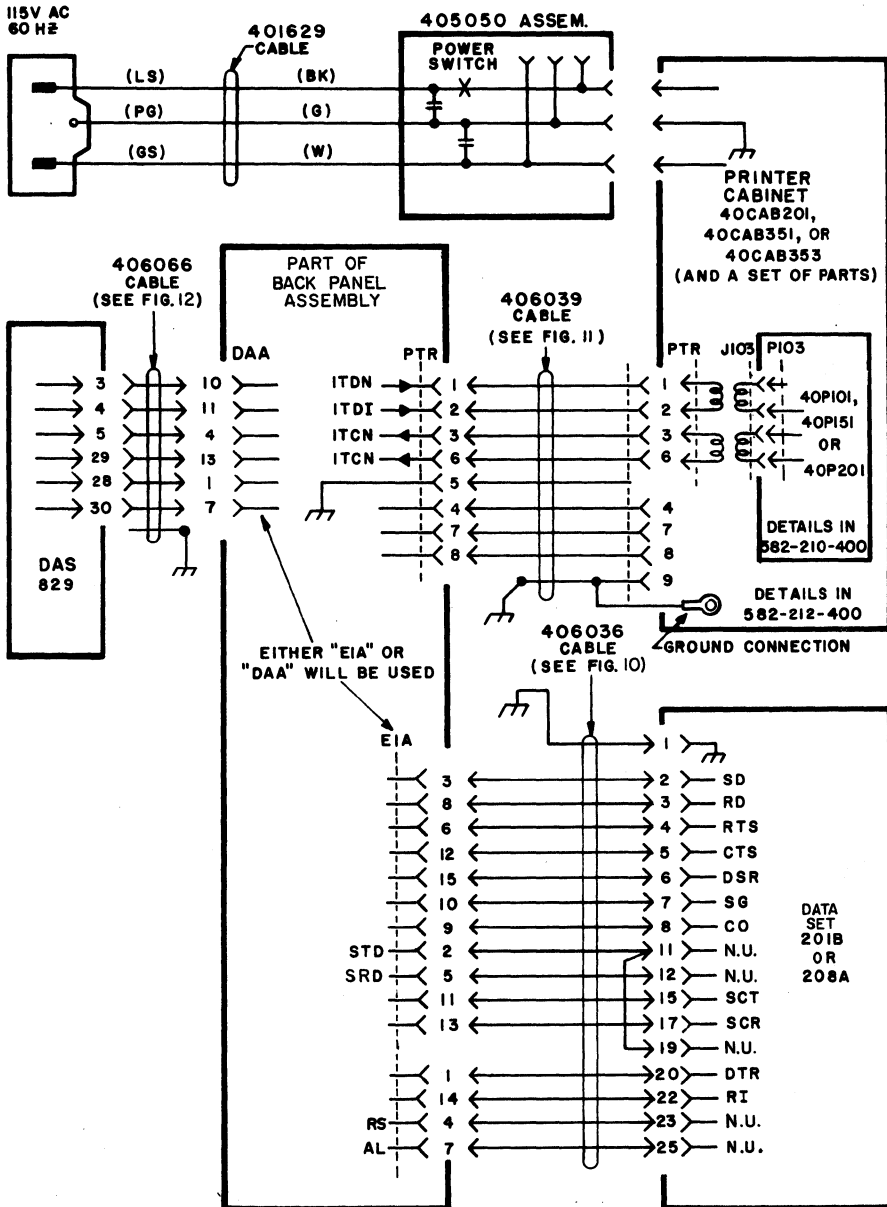 115V AC
60 HZ
401629
CABLE
405050 ASSEM.
POWER
SWITCH
(LS)
(BK)
(PG)
(G)
(GS)
(W)
PRINTER
CABINET
40CAB201,
40CAB351, OR
40CAB353
(AND A SET OF PARTS)
406066
CABLE
(SEE FIG. 12)
PART OF
BACK PANEL
ASSEMBLY
406039
CABLE
(SEE FIG. 11)
DAA
PTR
PTR
J103
P103
3
10
ITDN
1
1
4
11
ITDI
2
2
5
4
ITCN
3
3
29
13
ITCN
6
6
28
1
5
30
7
4
4
7
7
8
8
9
40P101,
40P151
OR
40P201
DETAILS IN
582-210-400
DAS
829
DETAILS IN
582-212-400
GROUND CONNECTION
EITHER "EIA" OR
"DAA" WILL BE USED
406036
CABLE
(SEE FIG. 10)
EIA
1
3
2
SD
8
3
RD
6
4
RTS
12
5
CTS
15
6
DSR
10
7
SG
9
8
CO
STD
2
11
N.U.
SRD
5
12
N.U.
11
15
SCT
13
17
SCR
19
N.U.
1
20
DTR
14
22
RI
RS
4
23
N.U.
AL
7
25
N.U.
DATA
SET
201B
OR
208A